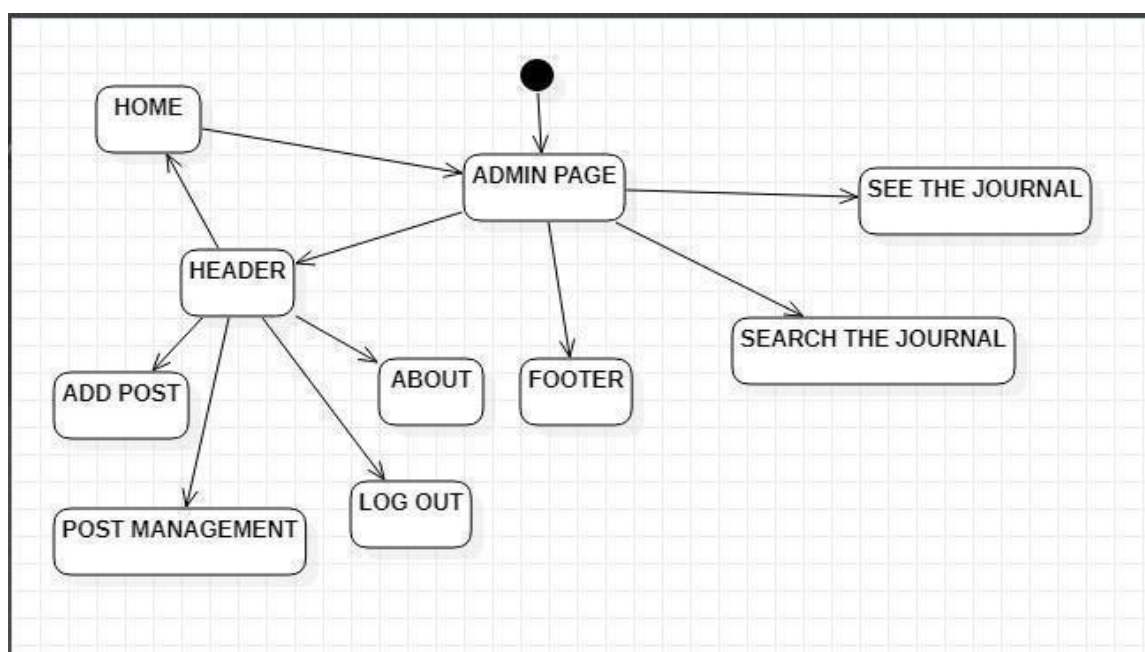 HOME
ADMIN PAGE
SEE THE JOURNAL
HEADER
SEARCH THE JOURNAL
ADD POST
ABOUT
FOOTER
POST MANAGEMENT
LOG OUT